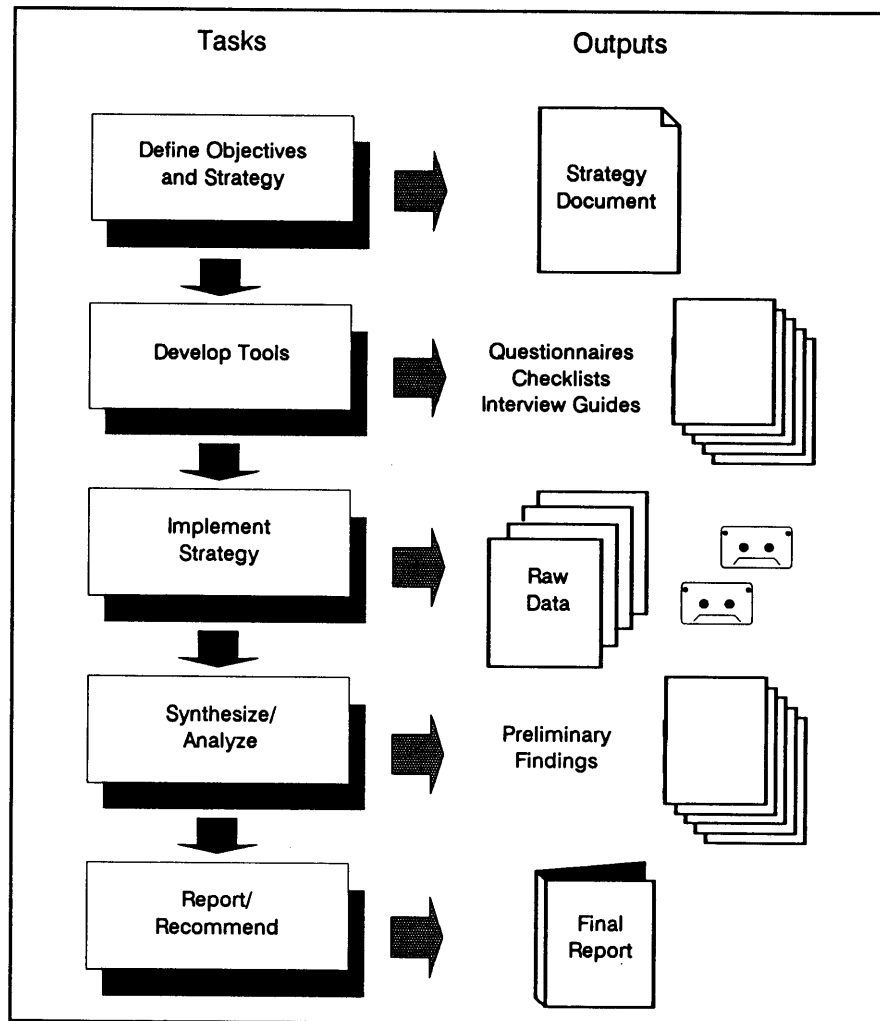 Tasks
Outputs
Define Objectives
and Strategy
Strategy
Document
Develop Tools
Questionnaires
Checklists
Interview Guides
Implement
Strategy
Raw
Data
Synthesize/
Analyze
Preliminary
Findings
Report/
Recommend
Final
Report